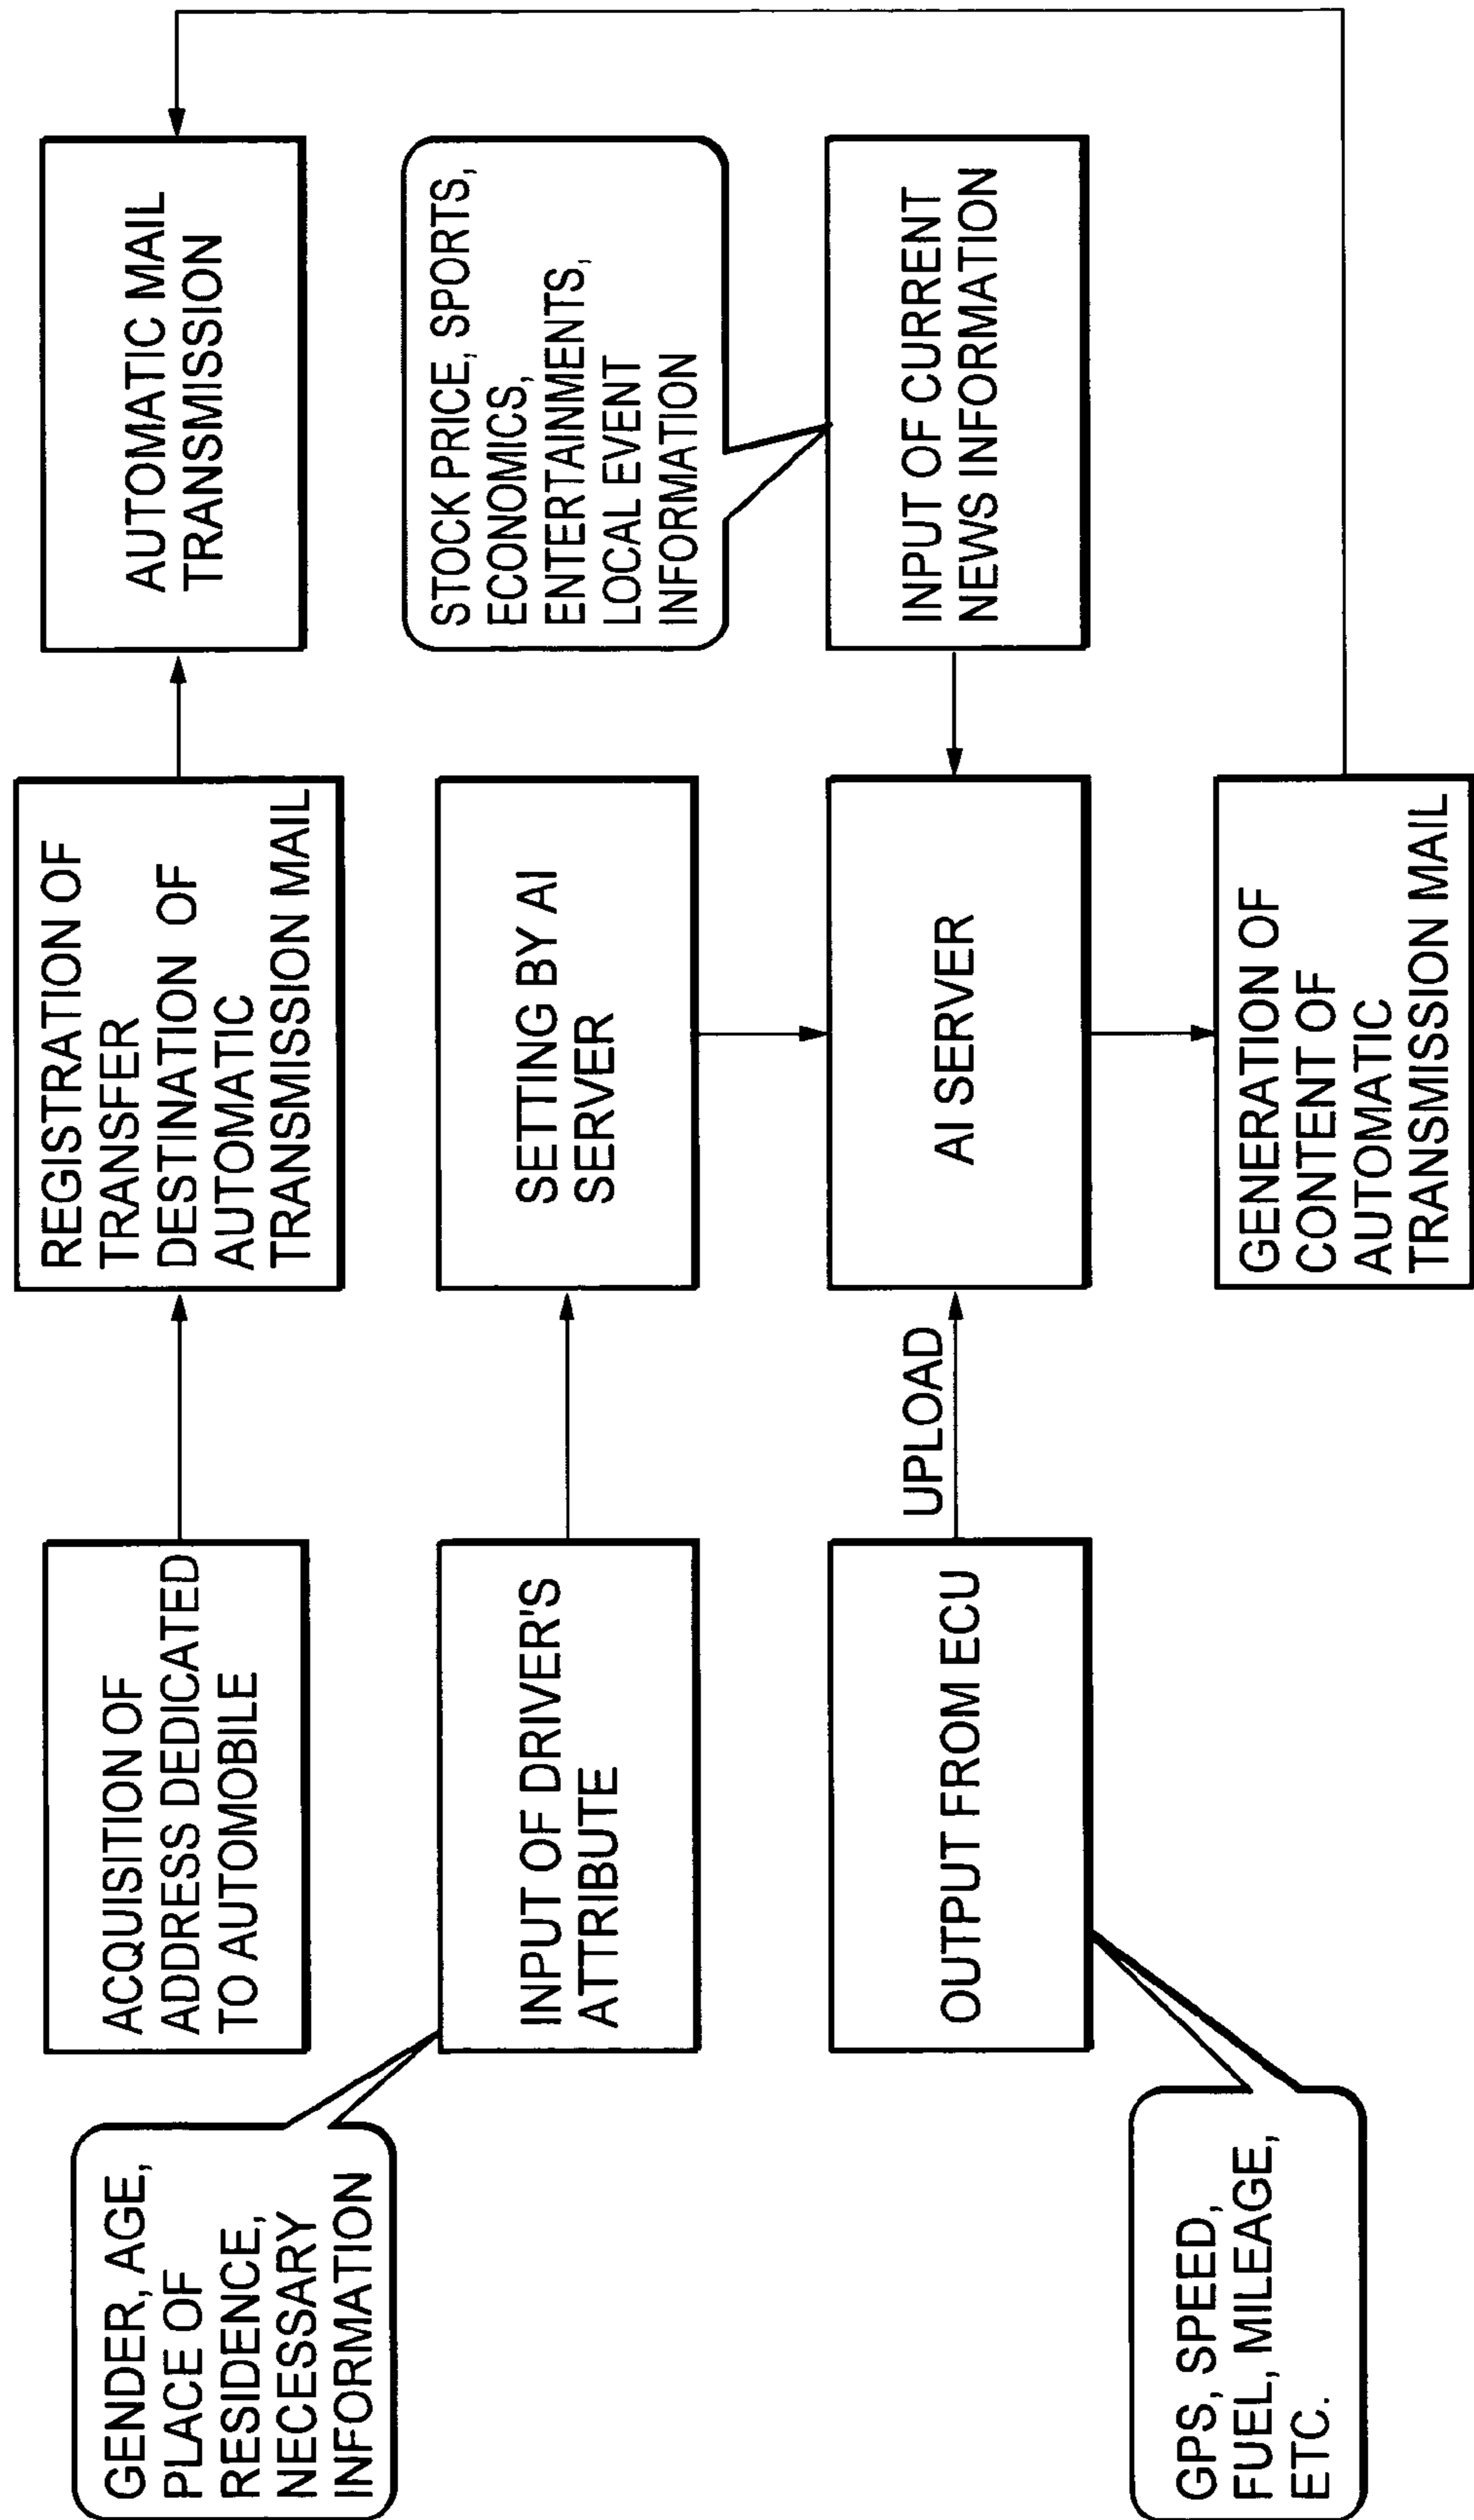 ACQUISITION OF
ADDRESS DEDICATED
TO AUTOMOBILE
REGISTRATION OF
TRANSFER
DESTINATION OF
AUTOMATIC
TRANSMISSION MAIL
AUTOMATIC MAIL
TRANSMISSION
GENDER, AGE,
PLACE OF
RESIDENCE,
NECESSARY
INFORMATION
INPUT OF DRIVER'S
ATTRIBUTE
SETTING BY AI
SERVER
STOCK PRICE, SPORTS,
ECONOMICS,
ENTERTAINMENTS,
LOCAL EVENT
INFORMATION
OUTPUT FROM ECU
UPLOAD
AI SERVER
INPUT OF CURRENT
NEWS INFORMATION
GPS, SPEED,
FUEL, MILEAGE,
ETC.
GENERATION OF
CONTENT OF
AUTOMATIC
TRANSMISSION MAIL